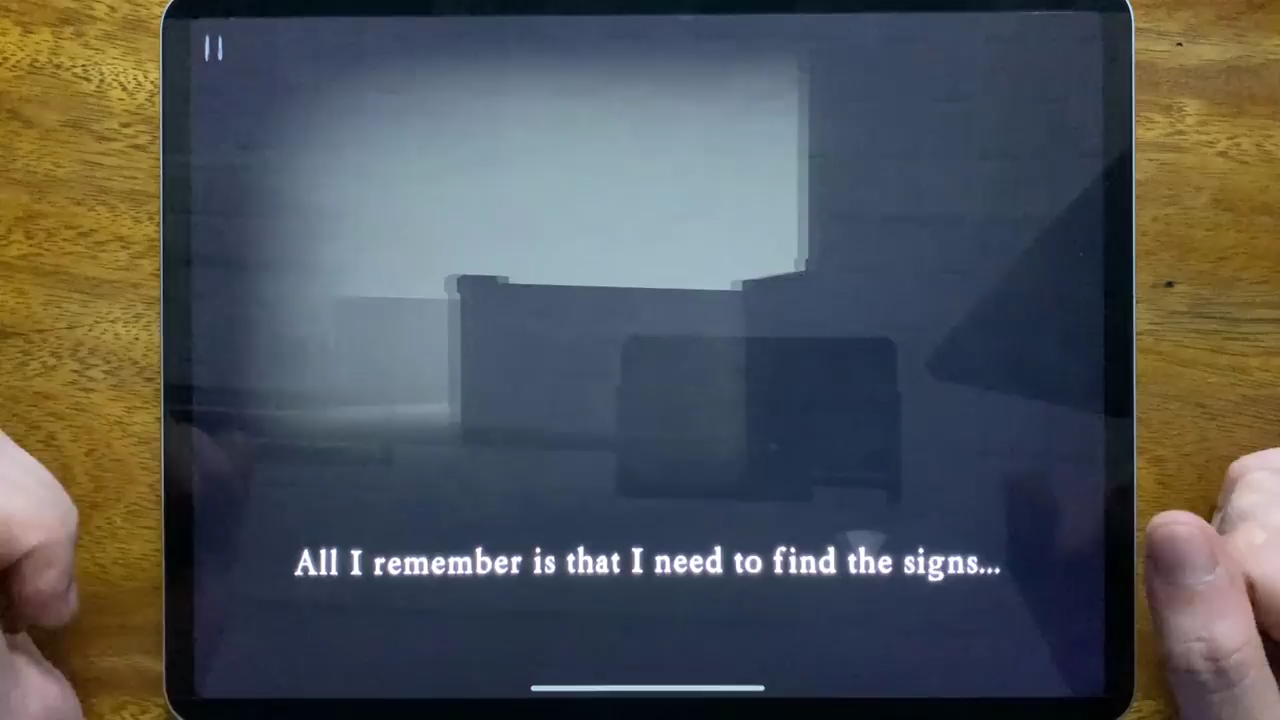 All I remember is that I need to find the signs...